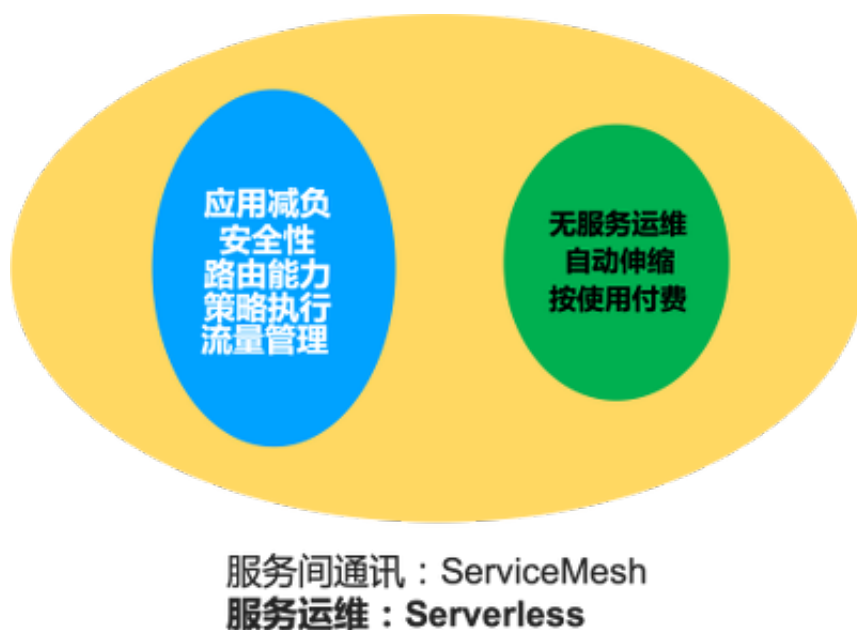 应用减负
安全性
路由能力
策略执行
流量管理
无服务运维
自动伸缩
按使用付费
服务间通讯：ServiceMesh
服务运维：Serverless